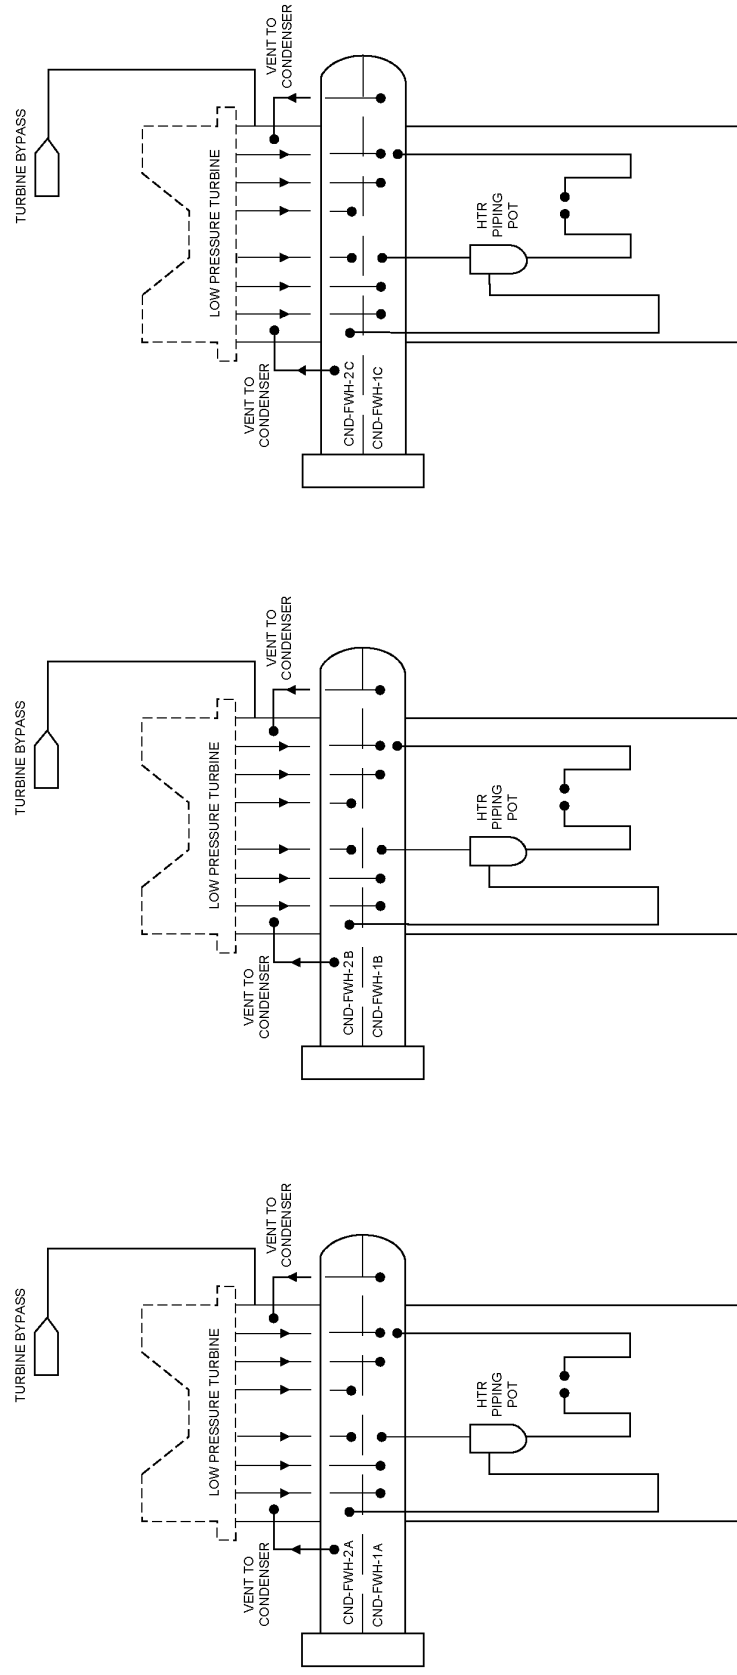 TURBINE BYPASS
LOW PRESSURE TURBINE
VENT TO
CONDENSER
VENT TO
CONDENSER
CND-FWH-2A
CND-FWH-1A
HTR
PIPING
POT
TURBINE BYPASS
LOW PRESSURE TURBINE
VENT TO
CONDENSER
VENT TO
CONDENSER
CND-FWH-2B
CND-FWH-1B
HTR
PIPING
POT
TURBINE BYPASS
LOW PRESSURE TURBINE
VENT TO
CONDENSER
VENT TO
CONDENSER
CND-FWH-2C
CND-FWH-1C
HTR
PIPING
POT